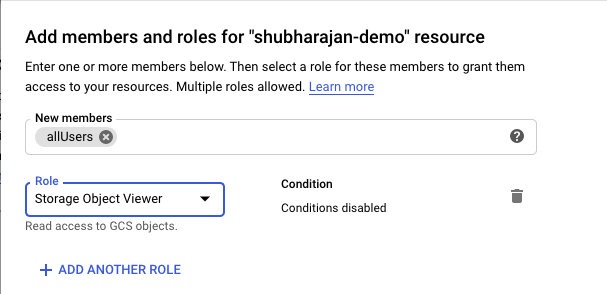 Add members and roles for "shubharajan-demo" resource
Enter one or more members below. Then select a role for these members to grant them
access to your resources. Multiple roles allowed. Learn more
New members
allUsers
Role
Storage Object Viewer
Condition
Conditions disabled
Read access to GCS objects.
ADD ANOTHER ROLE